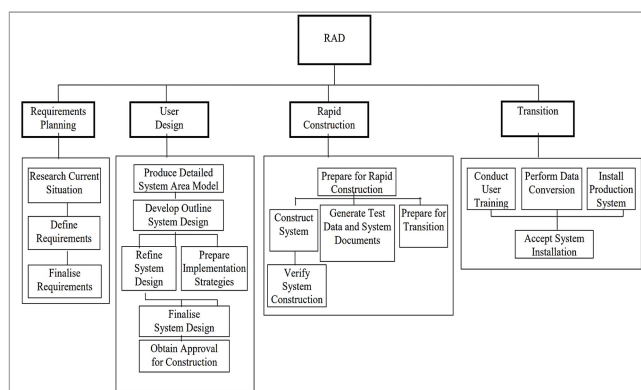 RAD
Requirements
Planning
User
Design
Rapid
Construction
Transition
Research Current
Situation
Define
Requirements
Finalise
Requirements
Produce Detailed
System Area Model
Develop Outline
System Design
Refine
System
Design
Prepare
Implementation
Strategies
Finalise
System Design
Obtain Approval
for Construction
Prepare for Rapid
Construction
Construct
System
Generate Test
Data and System
Documents
Prepare for
Transition
Verify
System
Construction
Conduct
User
Training
Perform Data
Conversion
Install
Production
System
Accept System
Installation